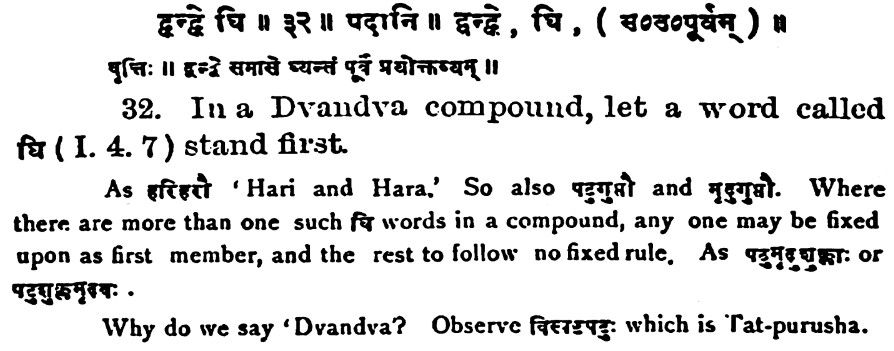 द्वन्द्वे घि ॥ ३२ ॥ पदानि ॥ द्वन्द्वे , घि , ( स०उ०पूर्वम् ) ॥
वृत्तिः ॥ द्वन्द्वे समासे घ्यन्तं पूर्वं प्रयोक्तव्यम् ॥
32. In a Dvandva compound, let a word called
घि ( I. 4. 7 ) stand first.
As हरिहरौ ‘Hari and Hara.’ So also पटुगुप्तौ and मृदुगुप्तौ. Where
there are more than one such घि words in a compound, any one may be fixed
upon as first member, and the rest to follow no fixed rule. As पटुमृदुशुक्लाः or
पटुशुक्लमृदवः .
Why do we say ‘Dvandva? Observe विस्पष्टपटुः which is Tat-purusha.